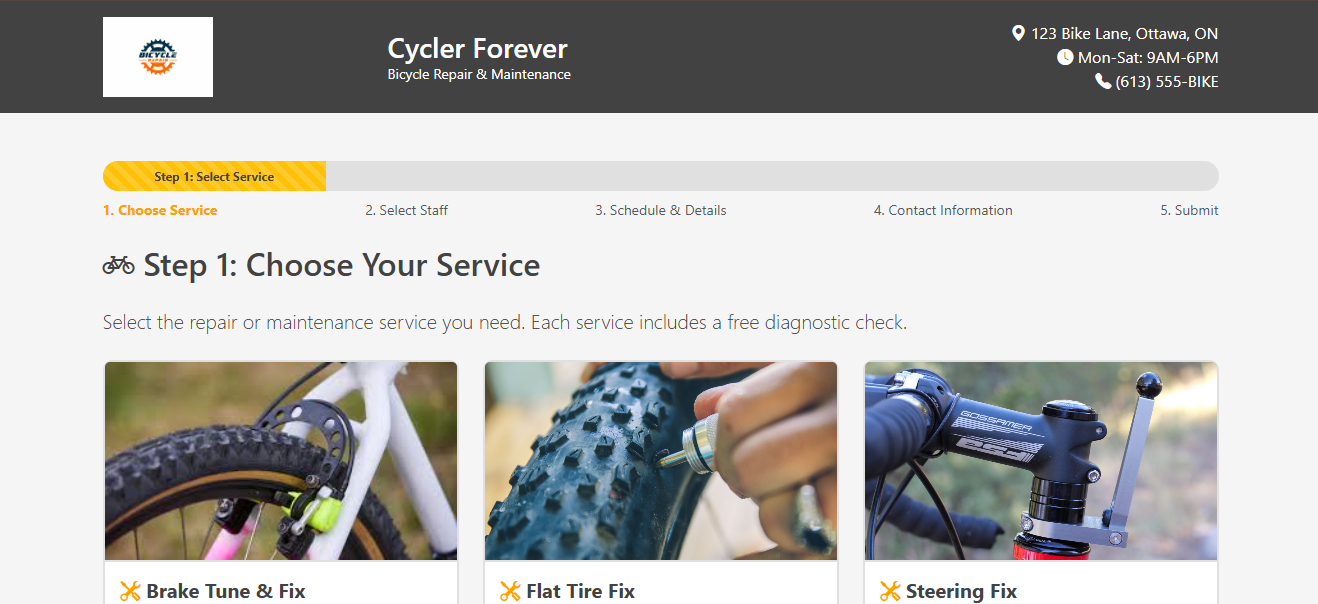 BICYCLE
REPAIR
Cycler Forever
Bicycle Repair & Maintenance
123 Bike Lane, Ottawa, ON
Mon-Sat: 9AM-6PM
(613) 555-BIKE
Step 1: Select Service
1. Choose Service
2. Select Staff
3. Schedule & Details
4. Contact Information
5. Submit
Step 1: Choose Your Service
Select the repair or maintenance service you need. Each service includes a free diagnostic check.
GOSSAMER
Brake Tune & Fix
Flat Tire Fix
Steering Fix